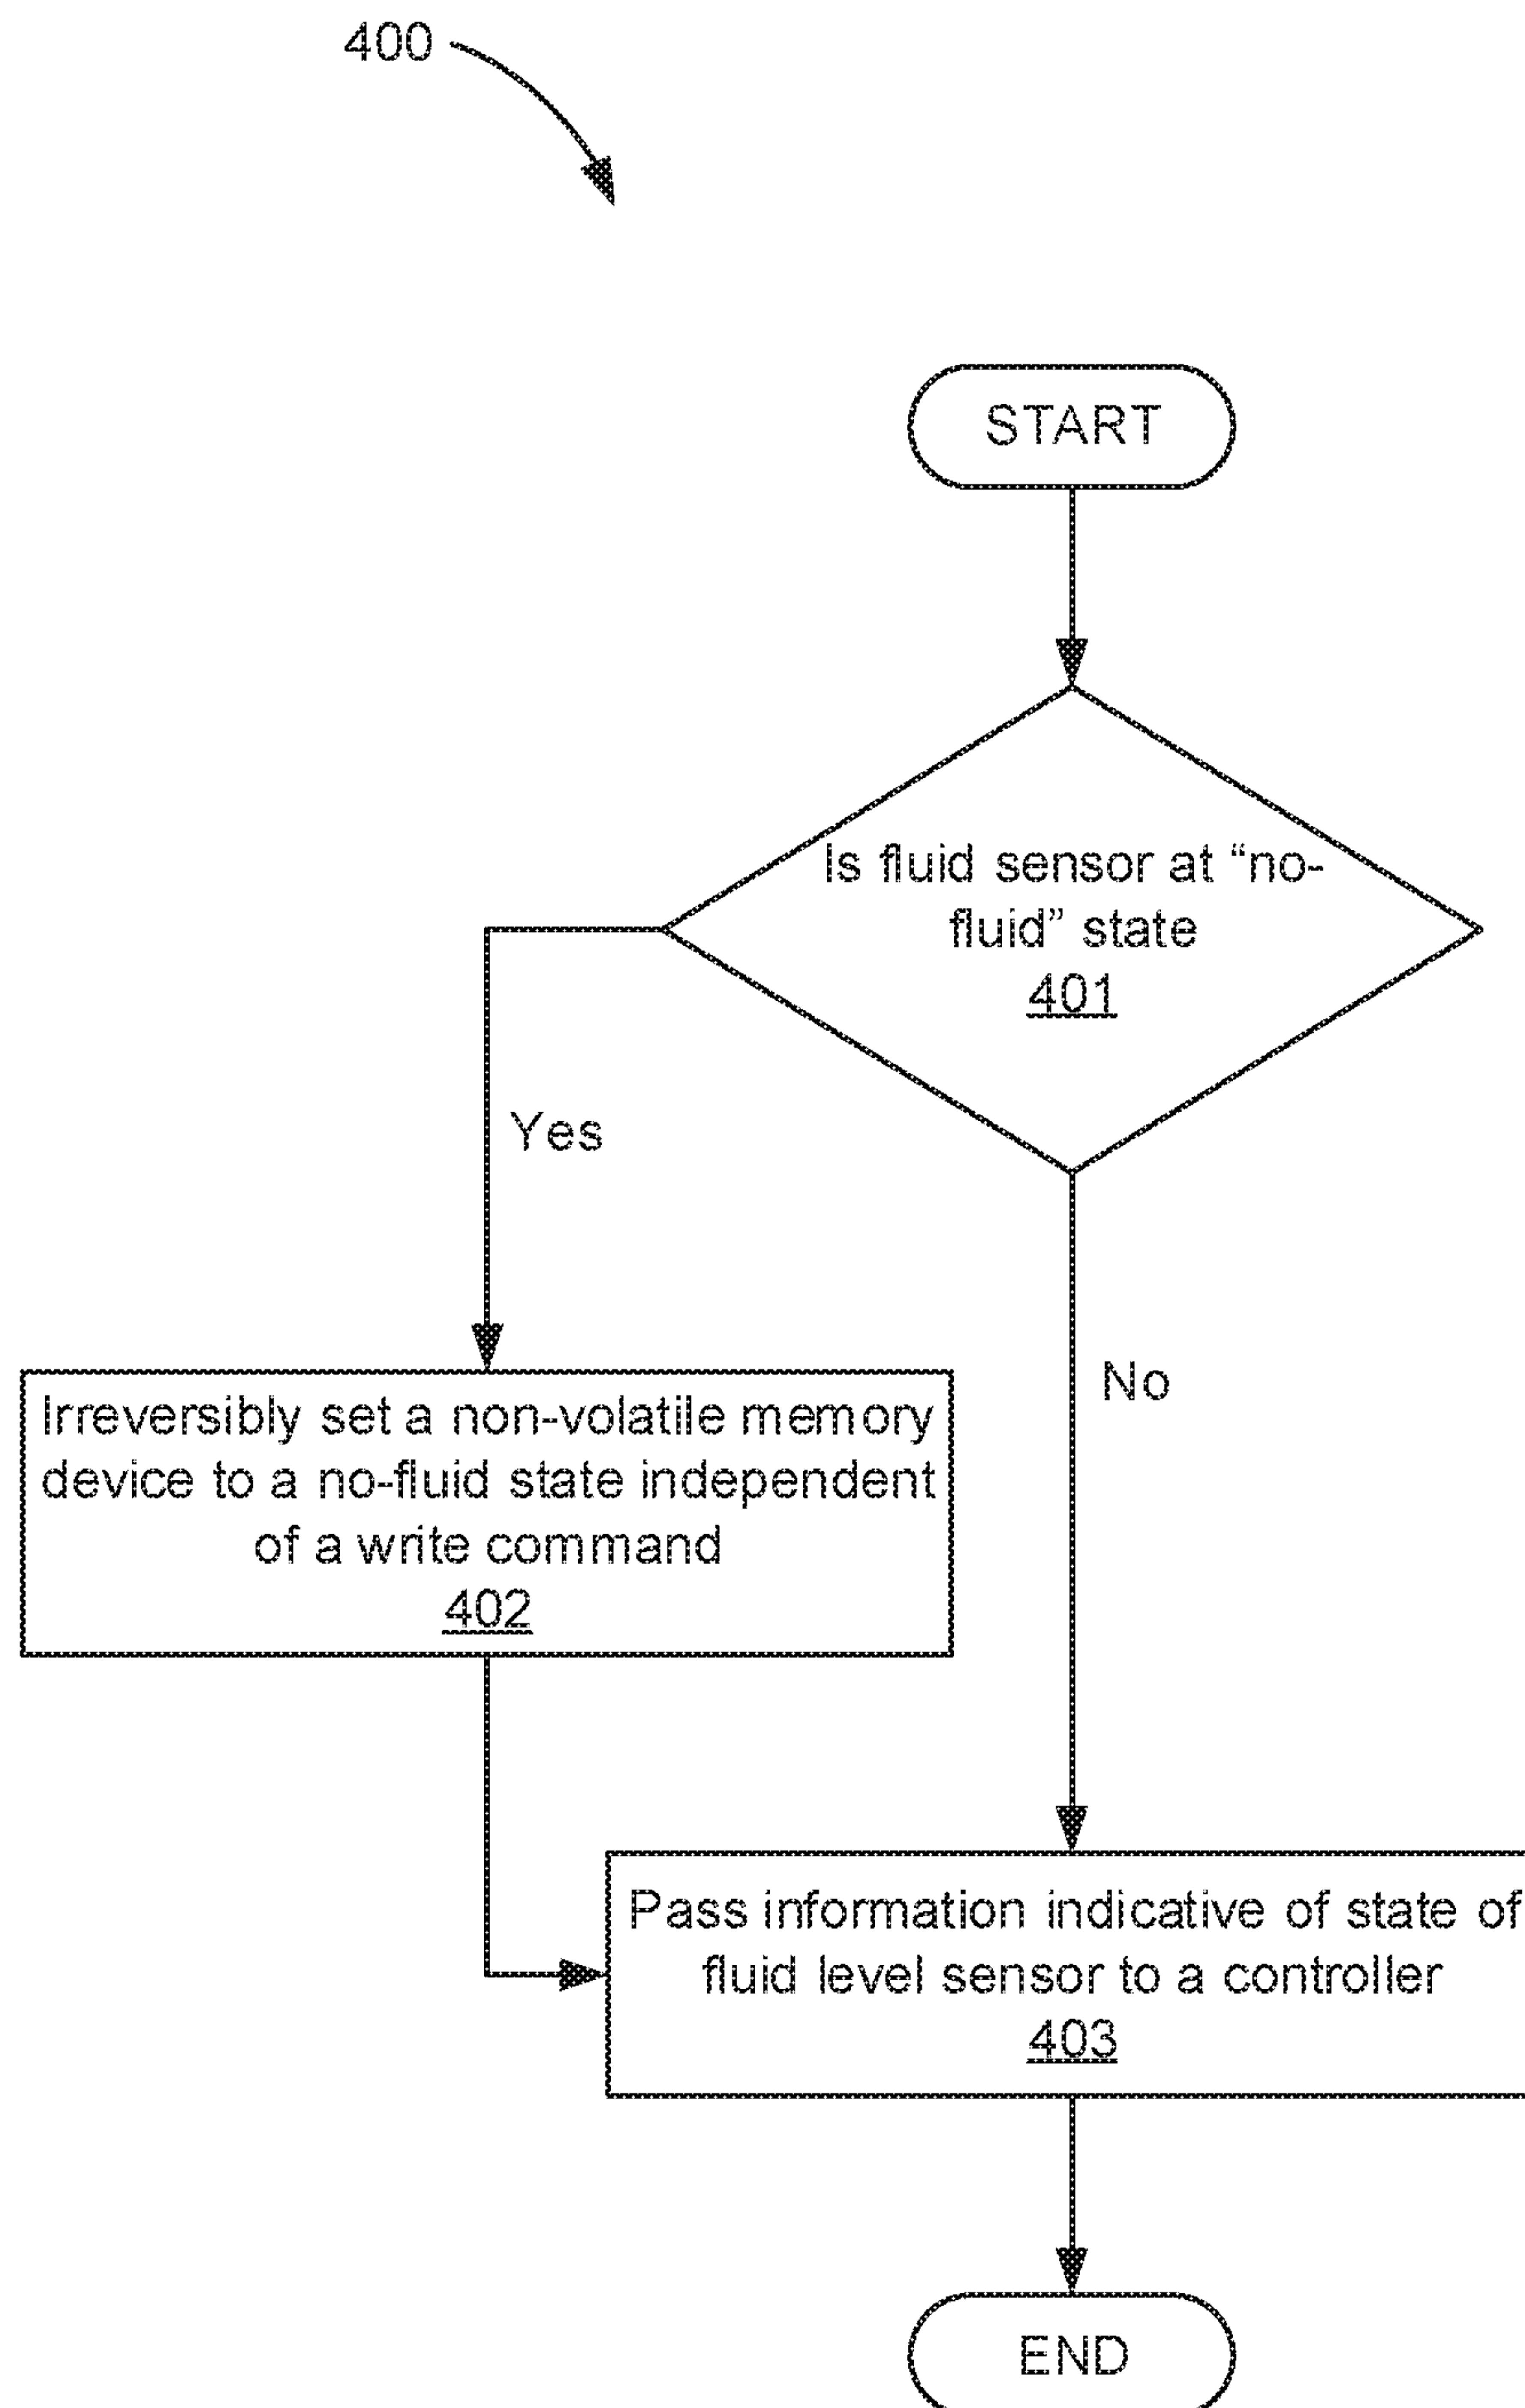 400
START
Is fluid sensor at “no-
fluid” state
401
Yes
No
Irreversibly set a non-volatile memory
device to a no-fluid state independent
of a write command
402
Pass information indicative of state of
fluid level sensor to a controller
403
END